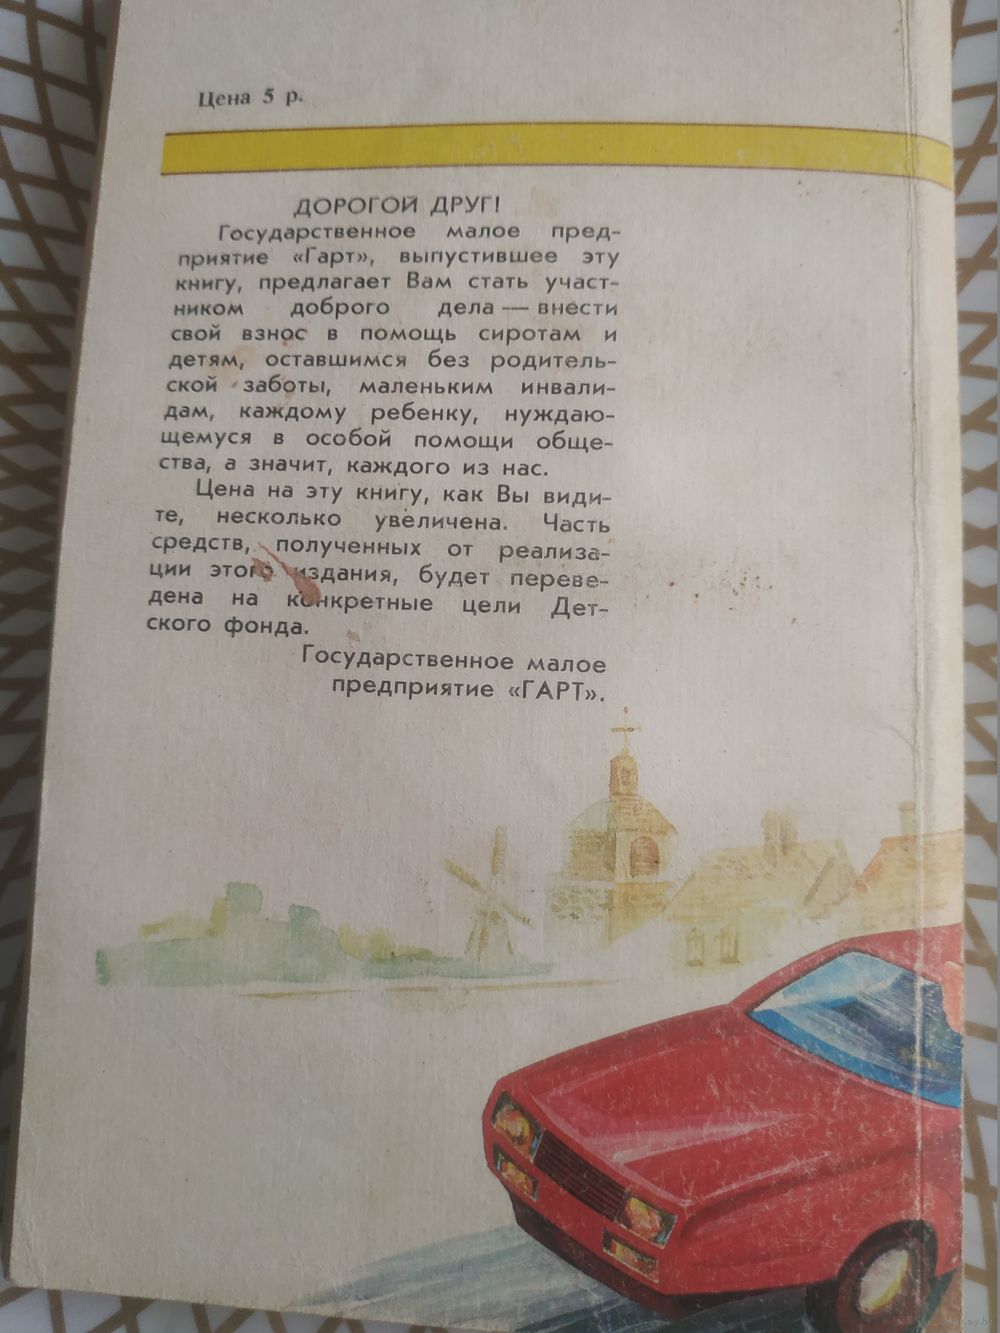 Цена 5 р.
ДОРОГОЙ ДРУГ!
Государственное малое пред-
приятие «Гарт», выпустившее эту
книгу, предлагает Вам стать участ-
ником доброго дела — внести
свой взнос в помощь сиротам и
детям, оставшимся без родитель-
ской заботы, маленьким инвали-
дам, каждому ребенку, нуждаю-
щемуся в особой помощи обще-
ства, а значит, каждого из нас.
Цена на эту книгу, как Вы види-
те, несколько увеличена. Часть
средств, полученных от реализа-
ции этого издания, будет переве-
дена на конкретные цели Дет-
ского фонда.
Государственное малое
предприятие «ГАРТ».